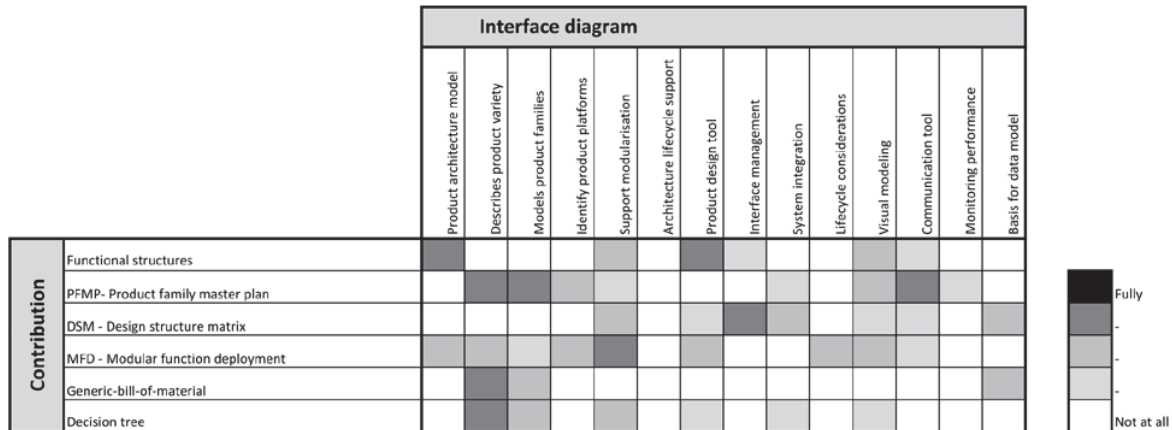 Interface diagram
Product architecture model
Describes product variety
Models product families
Identify product platforms
Support modularisation
Architecture lifecycle support
Product design tool
Interface management
System integration
Lifecycle considerations
Visual modeling
Communication tool
Monitoring performance
Basis for data model
Contribution
Functional structures
PFMP- Product family master plan
DSM - Design structure matrix
MFD - Modular function deployment
Generic-bill-of-material
Decision tree
Fully
-
-
-
Not at all